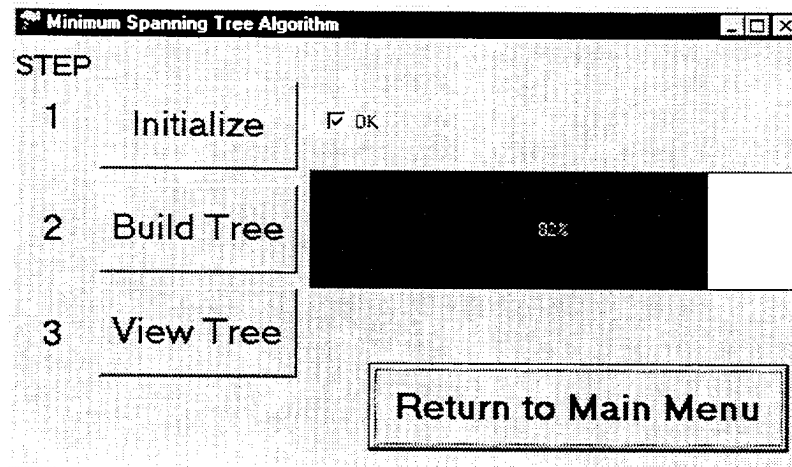 Minimum Spanning Tree Algorithm
STEP
1 Initialize OK
2 Build Tree 82%
3 View Tree
Return to Main Menu